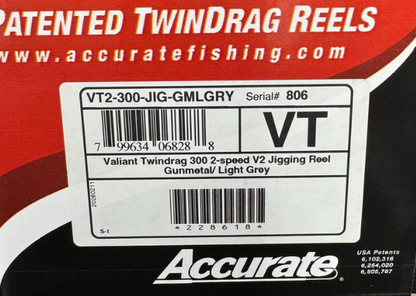 PATENTED TWINDRAG REELS
www.accuratefishing.com
VT2-300-JIG-GMLGRY Serial# 806
7 99634 06828 8
VT
Valiant Twindrag 300 2-speed V2 Jigging Reel
Gunmetal/ Light Grey
20260211
*228618*
S-1
Accurate
USA Patents
6,102,316
6,264,020
6,505,787